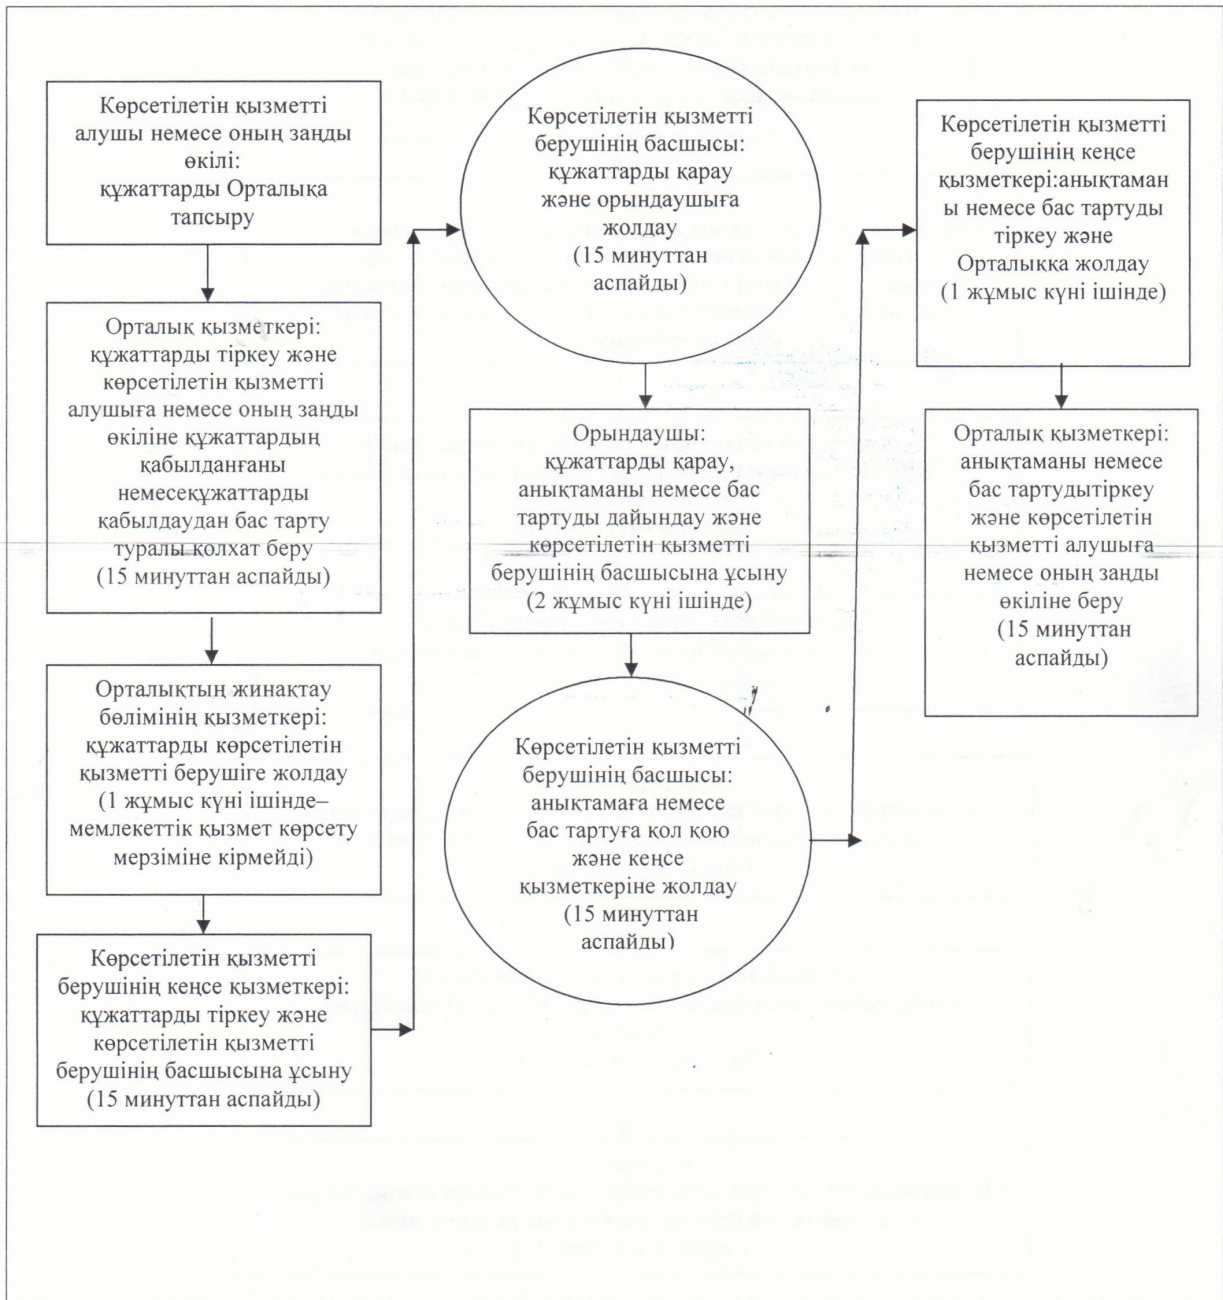 Көрсетілетін қызметті
алушы немесе оның заңды
өкілі:
құжаттарды Орталықа
тапсыру
Орталық қызметкері:
құжаттарды тіркеу және
көрсетілетін қызметті
алушыға немесе оның заңды
өкіліне құжаттардың
қабылданғаны
немесеқұжаттарды
қабылдаудан бас тарту
туралы қолхат беру
(15 минуттан аспайды)
Орталықтың жинақтау
бөлімінің қызметкері:
құжаттарды көрсетілетін
қызметті берушіге жолдау
(1 жұмыс күні ішінде–
мемлекеттік қызмет көрсету
мерзіміне кірмейді)
Көрсетілетін қызметті
берушінің кеңсе қызметкері:
құжаттарды тіркеу және
көрсетілетін қызметті
берушінің басшысына ұсыну
(15 минуттан аспайды)
Көрсетілетін қызметті
берушінің басшысы:
құжаттарды қарау
және орындаушыға
жолдау
(15 минуттан
аспайды)
Орындаушы:
құжаттарды қарау,
анықтаманы немесе бас
тартуды дайындау және
көрсетілетін қызметті
берушінің басшысына ұсыну
(2 жұмыс күні ішінде)
Көрсетілетін қызметті
берушінің басшысы:
анықтамаға немесе
бас тартуға қол қою
және кеңсе
қызметкеріне жолдау
(15 минуттан
аспайды)
Көрсетілетін қызметті
берушінің кеңсе
қызметкері:анықтаман
ы немесе бас тартуды
тіркеу және
Орталыққа жолдау
(1 жұмыс күні ішінде)
Орталық қызметкері:
анықтаманы немесе
бас тартудытіркеу
және көрсетілетін
қызметті алушыға
немесе оның заңды
өкіліне беру
(15 минуттан
аспайды)